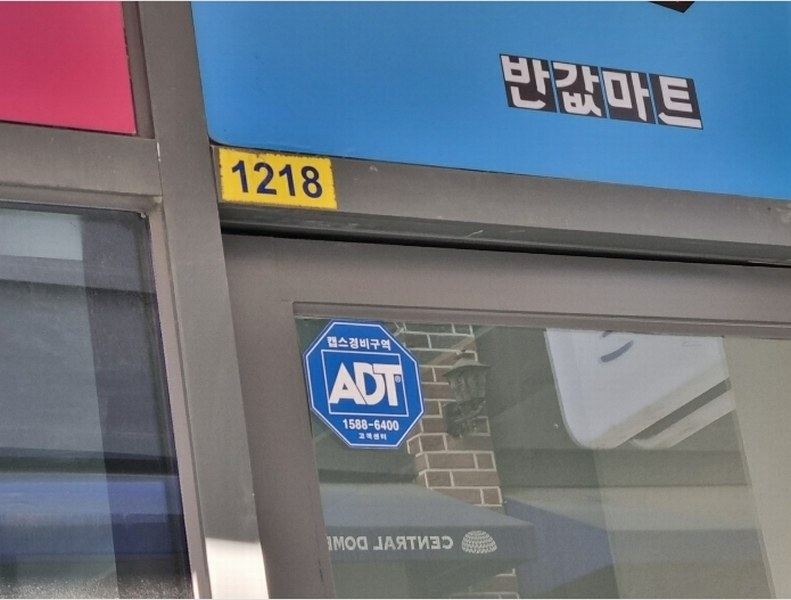 반값마트
1218
캡스경비구역
ADT®
1588-6400
고객센터
CENTRAL DOME